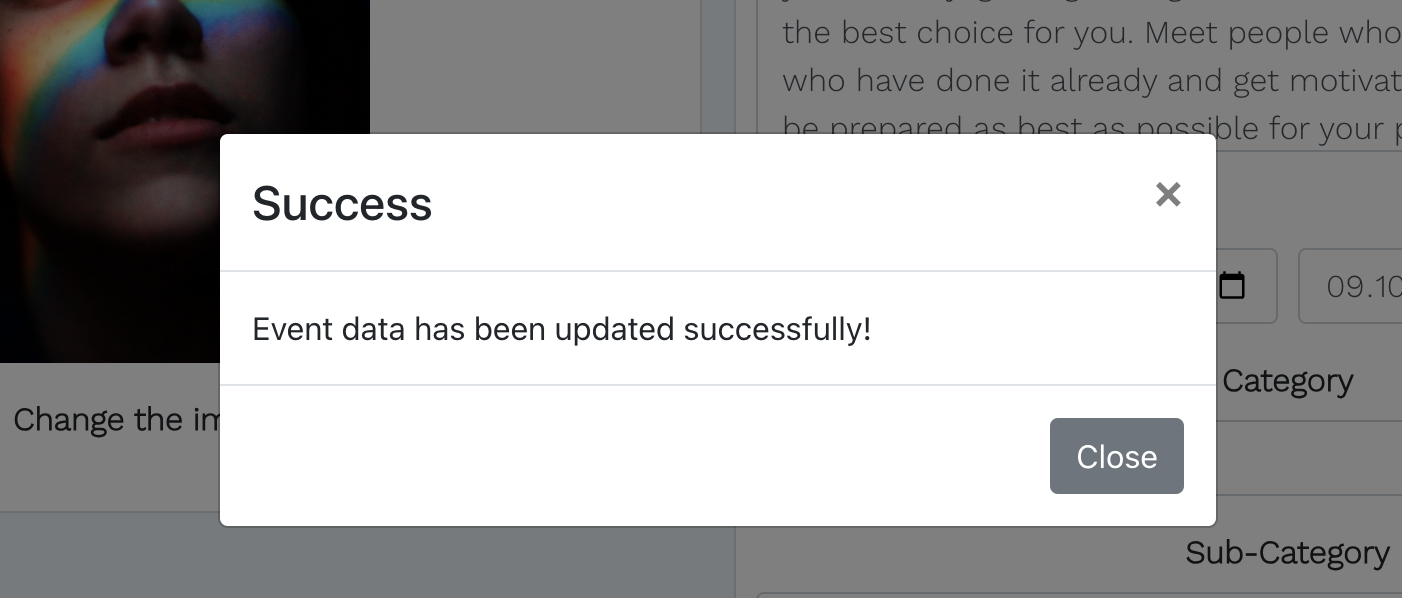 the best choice for you. Meet people who
who have done it already and get motivat
be prepared as best as possible for your p
Success
×
09.10
Event data has been updated successfully!
Category
Change the im
Close
Sub-Category